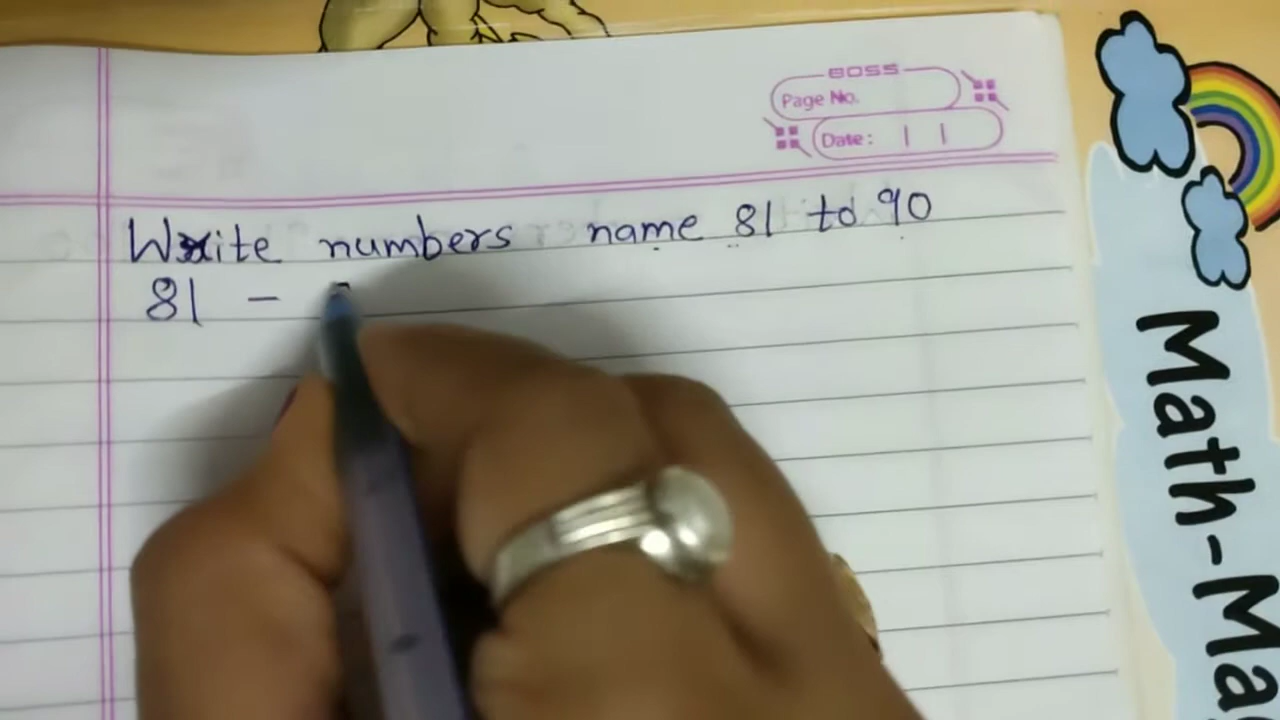 BOSS
Page No.
Date:
Write numbers name 81 to 90
81 -
Math-Ma